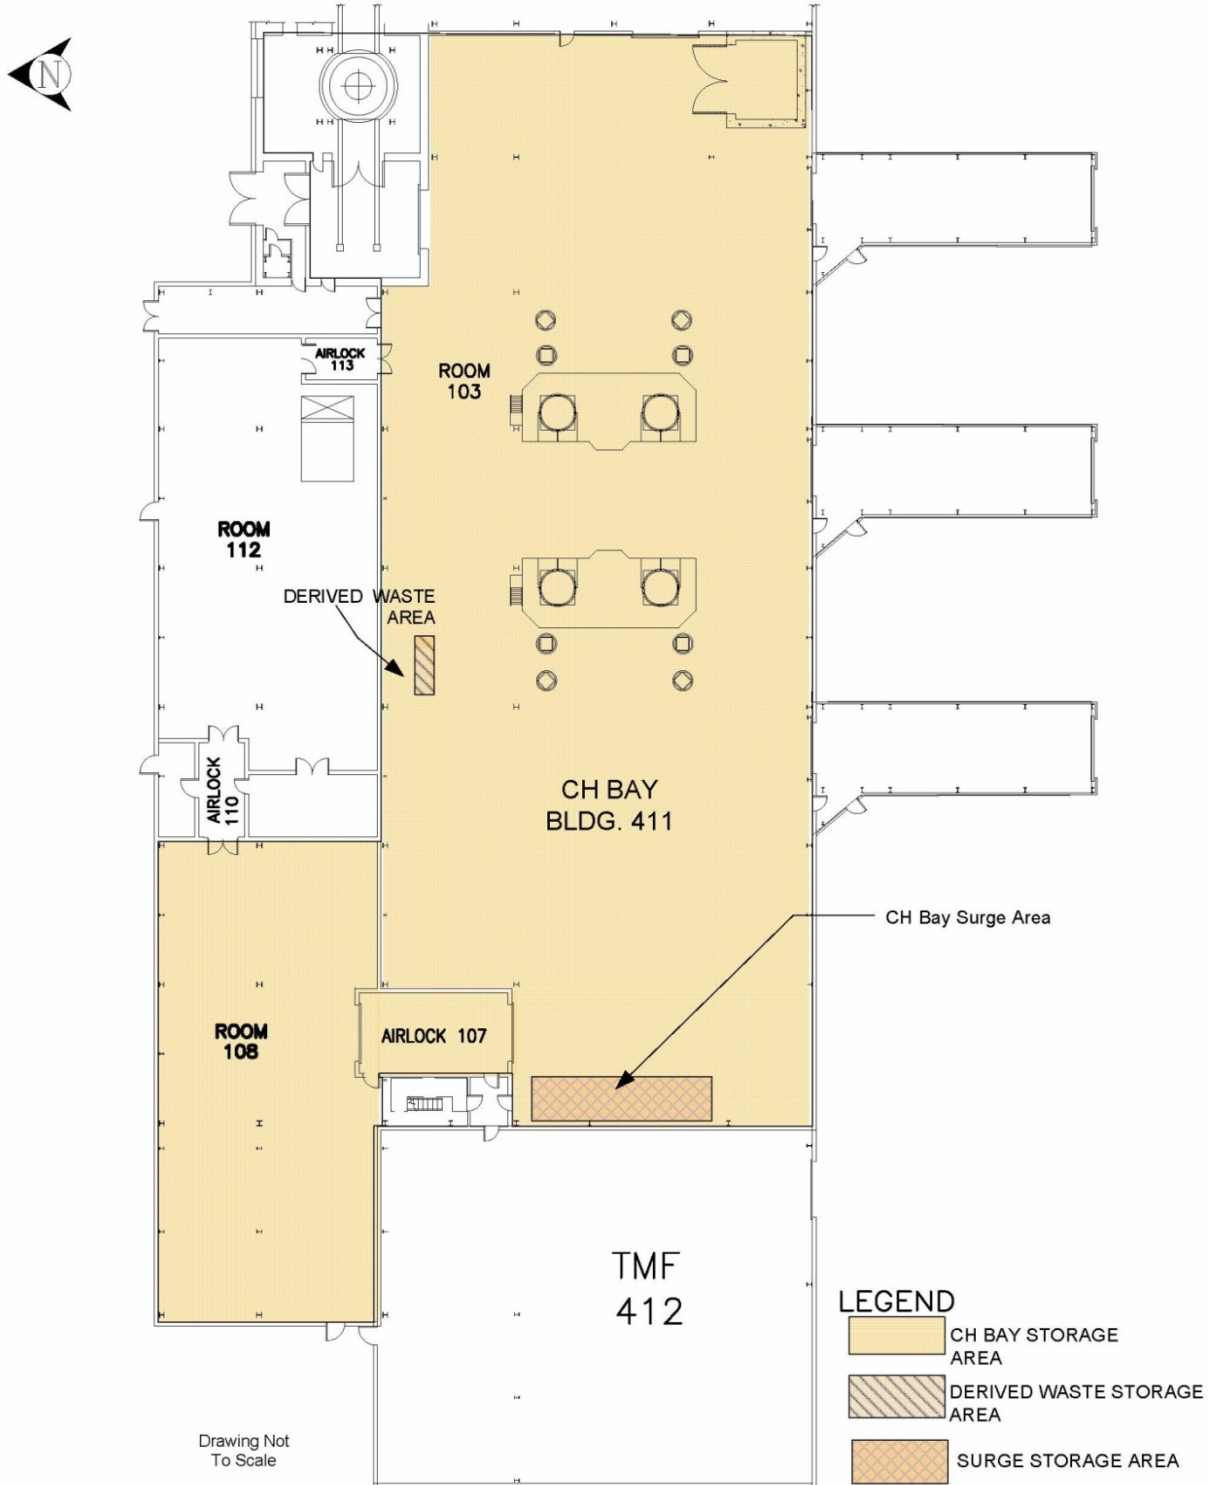 N
AIRLOCK
113
ROOM
103
ROOM
112
DERIVED WASTE
AREA
AIRLOCK
110
CH BAY
BLDG. 411
CH Bay Surge Area
ROOM
108
AIRLOCK 107
TMF
412
LEGEND
CH BAY STORAGE
AREA
DERIVED WASTE STORAGE
AREA
SURGE STORAGE AREA
Drawing Not
To Scale